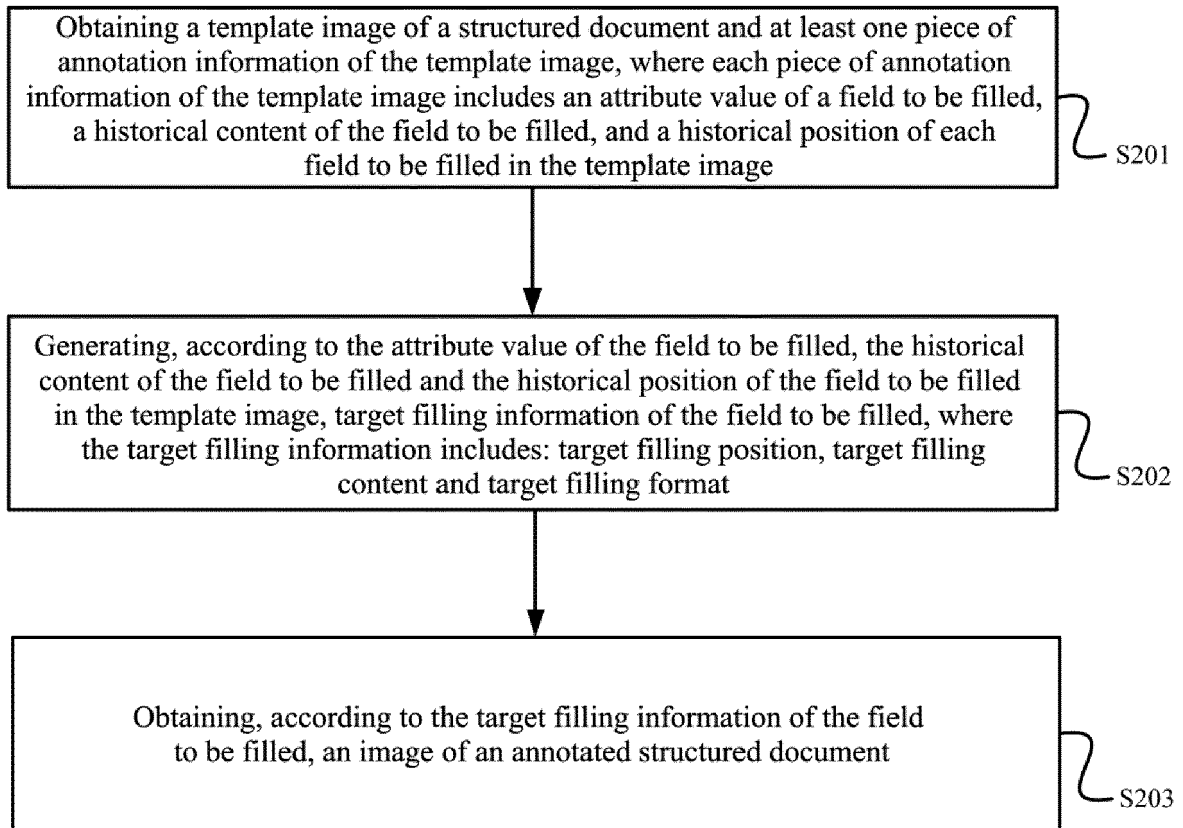 Obtaining a template image of a structured document and at least one piece of
annotation information of the template image, where each piece of annotation
information of the template image includes an attribute value of a field to be filled,
a historical content of the field to be filled, and a historical position of each
field to be filled in the template image
S201
Generating, according to the attribute value of the field to be filled, the historical
content of the field to be filled and the historical position of the field to be filled
in the template image, target filling information of the field to be filled, where
the target filling information includes: target filling position, target filling
content and target filling format
S202
Obtaining, according to the target filling information of the field
to be filled, an image of an annotated structured document
S203